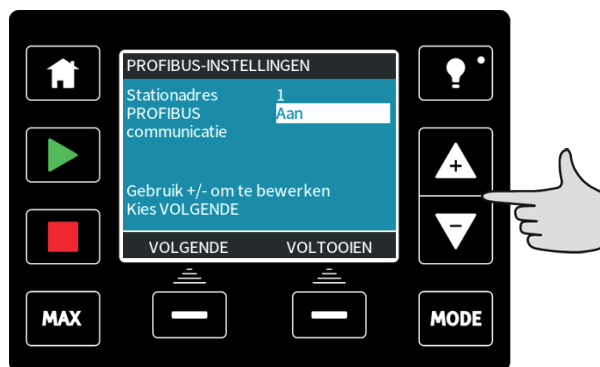 PROFIBUS-INSTELLINGEN
Stationadres 1
PROFIBUS Aan
communicatie
Gebruik +/- om te bewerken
Kies VOLGENDE
VOLGENDE VOLTOOIEN
+
-
MAX
MODE